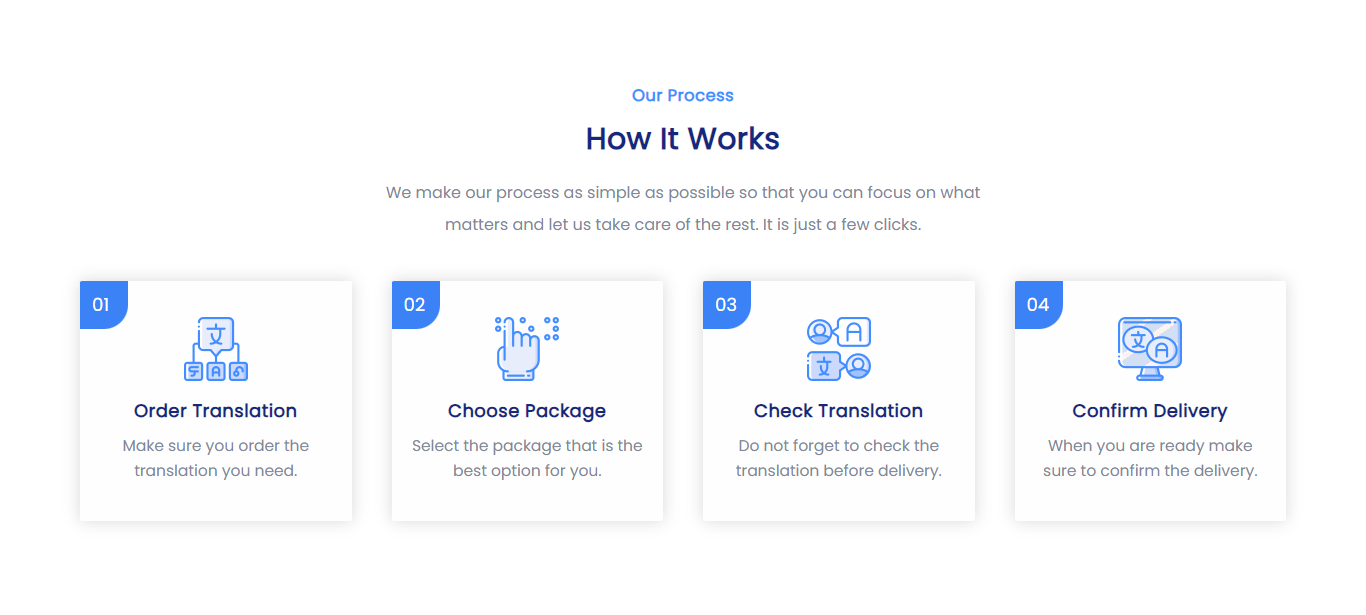 Our Process
How It Works
We make our process as simple as possible so that you can focus on what
matters and let us take care of the rest. It is just a few clicks.
01
文
A
Order Translation
Make sure you order the
translation you need.
02
Choose Package
Select the package that is the
best option for you.
03
A
文
Check Translation
Do not forget to check the
translation before delivery.
04
文
A
Confirm Delivery
When you are ready make
sure to confirm the delivery.